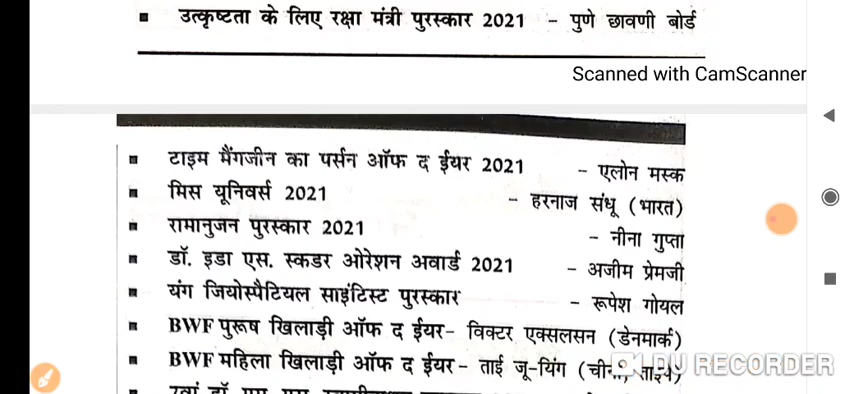 ▪ उत्कृष्टता के लिए रक्षा मंत्री पुरस्कार 2021 - पुणे छावणी बोर्ड
Scanned with CamScanner
▪ टाइम मैंगजीन का पर्सन ऑफ द ईयर 2021 - एलोन मस्क
▪ मिस यूनिवर्स 2021 - हरनाज संधू (भारत)
▪ रामानुजन पुरस्कार 2021 - नीना गुप्ता
▪ डॉ. इडा एस. स्कडर ओरेशन अवार्ड 2021 - अजीम प्रेमजी
▪ यंग जियोस्पैटियल साइंटिस्ट पुरस्कार - रूपेश गोयल
▪ BWF पुरूष खिलाड़ी ऑफ द ईयर- विक्टर एक्सलसन (डेनमार्क)
▪ BWF महिला खिलाड़ी ऑफ द ईयर- ताई जू-यिंग (चीनी
DU RECORDER